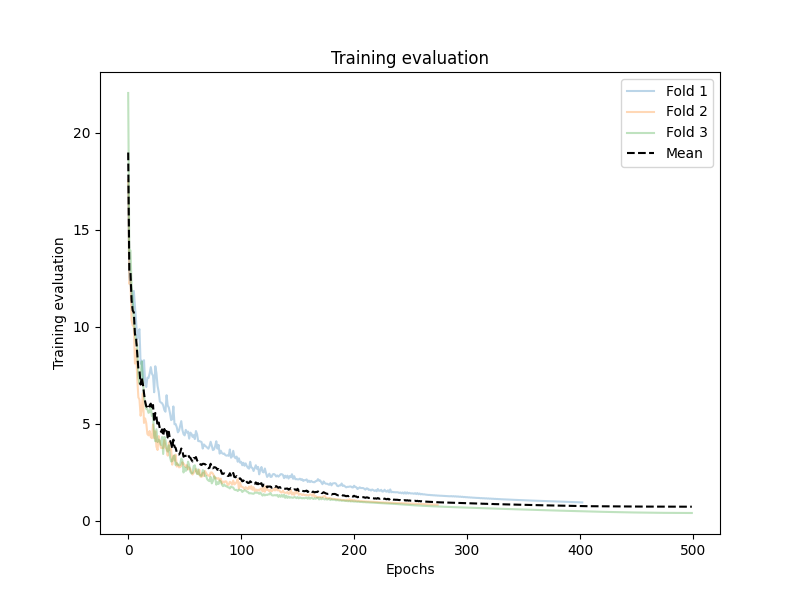 Training evaluation
Fold 1
Fold 2
Fold 3
Mean
Training evaluation
20
15
10
5
0
0 100 200 300 400 500
Epochs